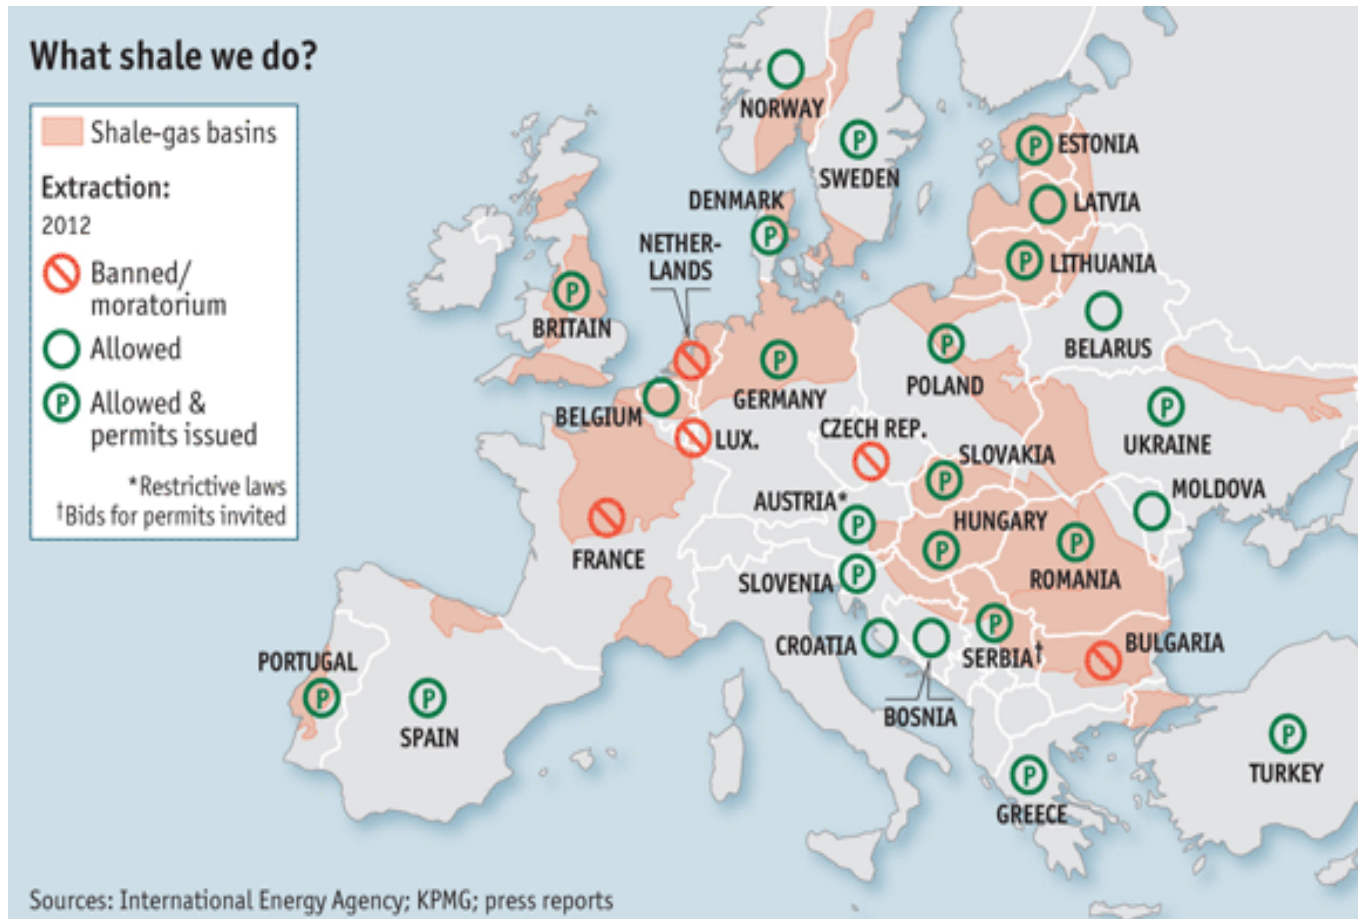 What shale we do?
Shale-gas basins
Extraction:
2012
Banned/
moratorium
Allowed
P Allowed &
permits issued
*Restrictive laws
†Bids for permits invited
NORWAY
P
SWEDEN
P ESTONIA
LATVIA
P LITHUANIA
DENMARK
P
NETHER-
LANDS
P
BRITAIN
BELARUS
P
POLAND
P
GERMANY
BELGIUM
LUX.
CZECH REP.
P
UKRAINE
SLOVAKIA
P
MOLDOVA
AUSTRIA*
P
HUNGARY
P
P
ROMANIA
FRANCE
SLOVENIA P
CROATIA
BOSNIA
P
SERBIA†
BULGARIA
PORTUGAL
P
P
SPAIN
P
GREECE
P
TURKEY
Sources: International Energy Agency; KPMG; press reports